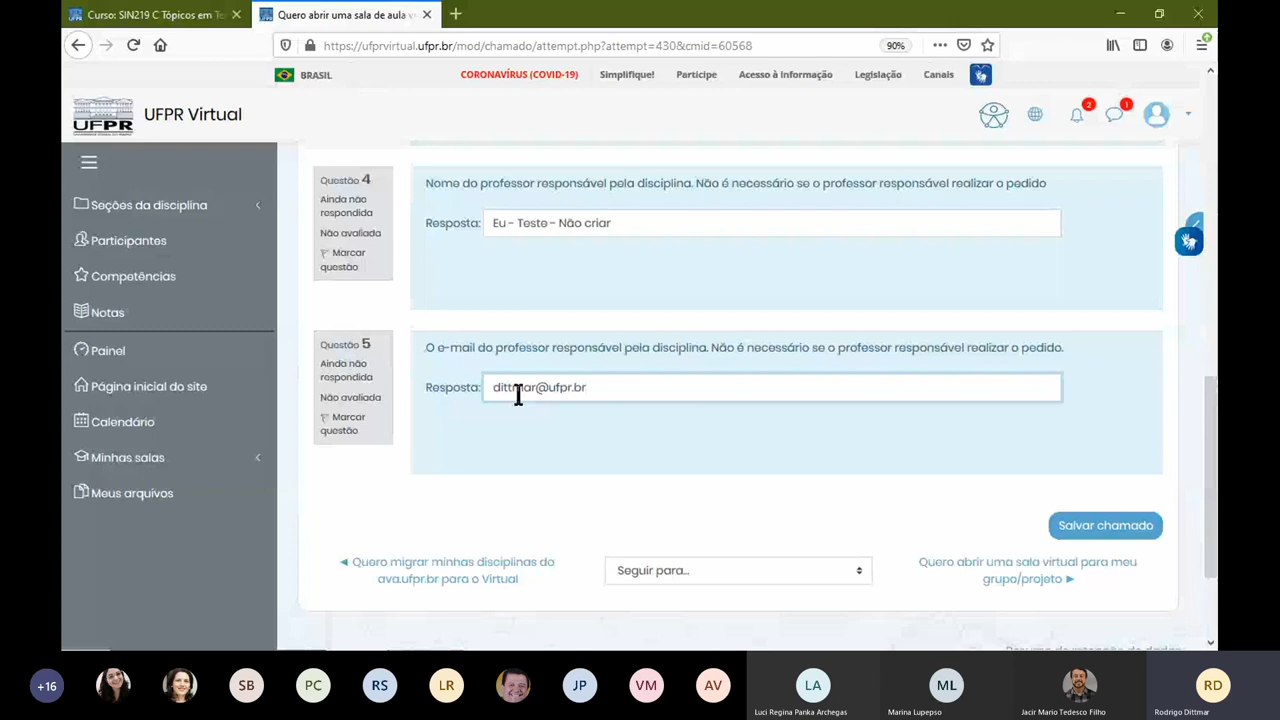 Curso: SIN219 C Tópicos em Te
Quero abrir uma sala de aula v
https://ufprvirtual.ufpr.br/mod/chamado/attempt.php?attempt=430&cmid=60568
90%
BRASIL
CORONAVÍRUS (COVID-19)
Simplifique!
Participe
Acesso à Informação
Legislação
Canais
UFPR
UFPR Virtual
2
1
Seções da disciplina
Participantes
Competências
Notas
Painel
Página inicial do site
Calendário
Minhas salas
Meus arquivos
Questão 4
Ainda não
respondida
Não avaliada
Marcar
questão
Nome do professor responsável pela disciplina. Não é necessário se o professor responsável realizar o pedido
Resposta: Eu - Teste - Não criar
Questão 5
Ainda não
respondida
Não avaliada
Marcar
questão
O e-mail do professor responsável pela disciplina. Não é necessário se o professor responsável realizar o pedido.
Resposta: dittmar@ufpr.br
Salvar chamado
◄ Quero migrar minhas disciplinas do
ava.ufpr.br para o Virtual
Seguir para...
Quero abrir uma sala virtual para meu
grupo/projeto ►
+16
SB
PC
RS
LR
JP
VM
AV
LA
ML
RD
Luci Regina Panka Archegas
Marina Lupepso
Jacir Mario Tedesco Filho
Rodrigo Dittmar